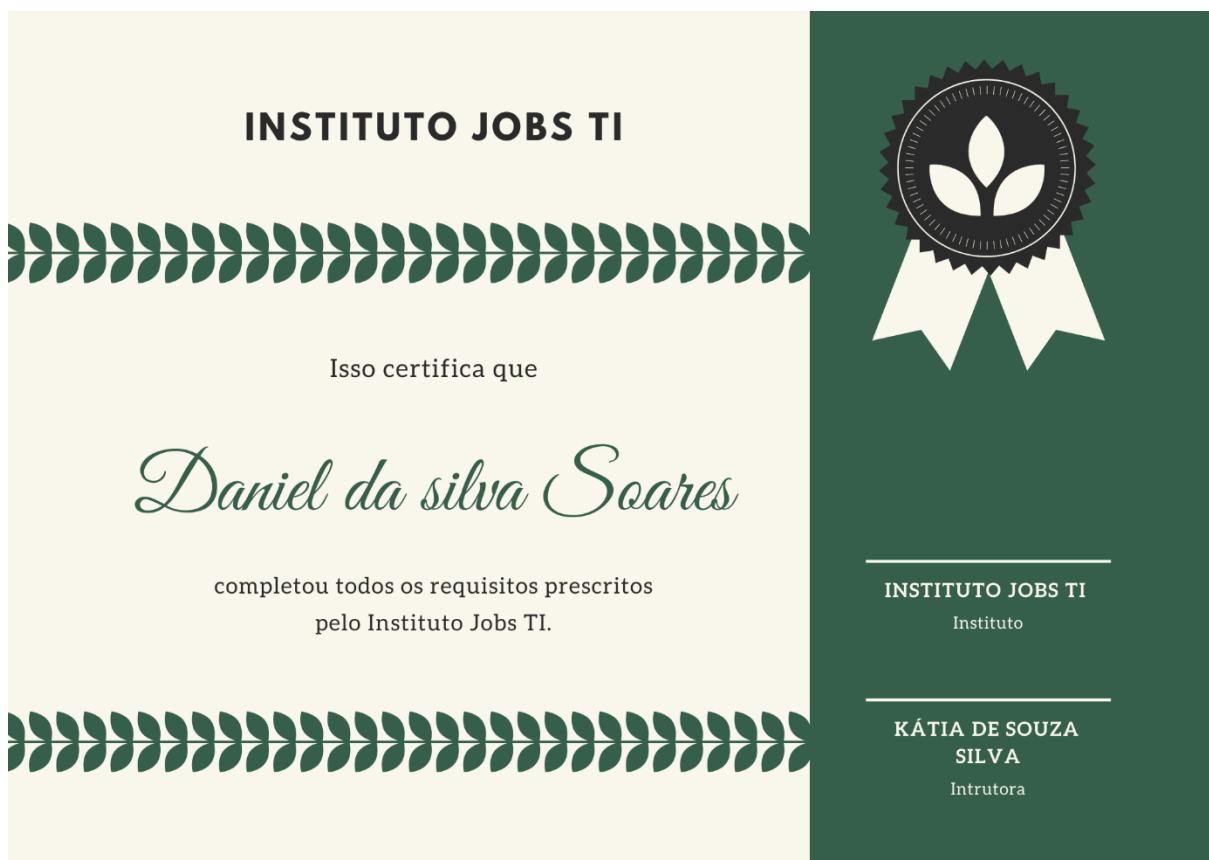 INSTITUTO JOBS TI
Isso certifica que
Daniel da silva Soares
completou todos os requisitos prescritos
pelo Instituto Jobs TI.
INSTITUTO JOBS TI
Instituto
KÁTIA DE SOUZA
SILVA
Intrutora